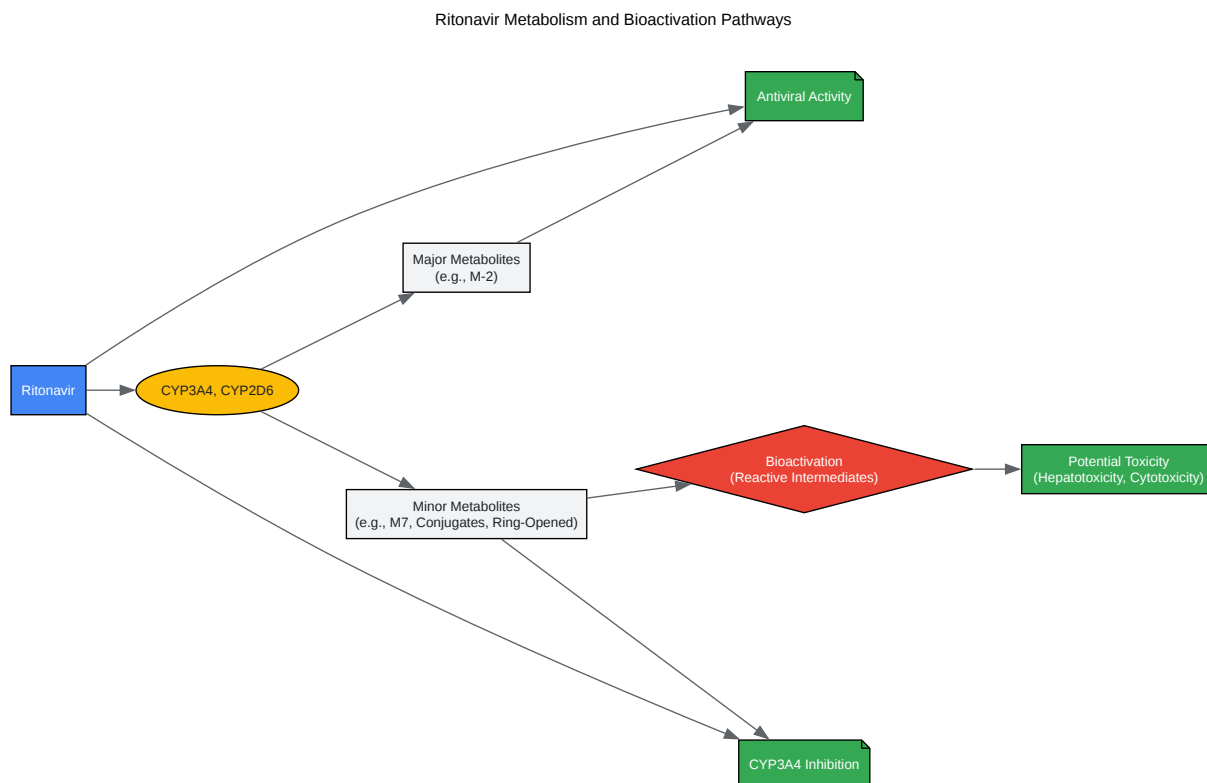 Ritonavir Metabolism and Bioactivation Pathways
Antiviral Activity
Major Metabolites
(e.g., M-2)
Ritonavir
CYP3A4, CYP2D6
Bioactivation
(Reactive Intermediates)
Potential Toxicity
(Hepatotoxicity, Cytotoxicity)
Minor Metabolites
(e.g., M7, Conjugates, Ring-Opened)
CYP3A4 Inhibition